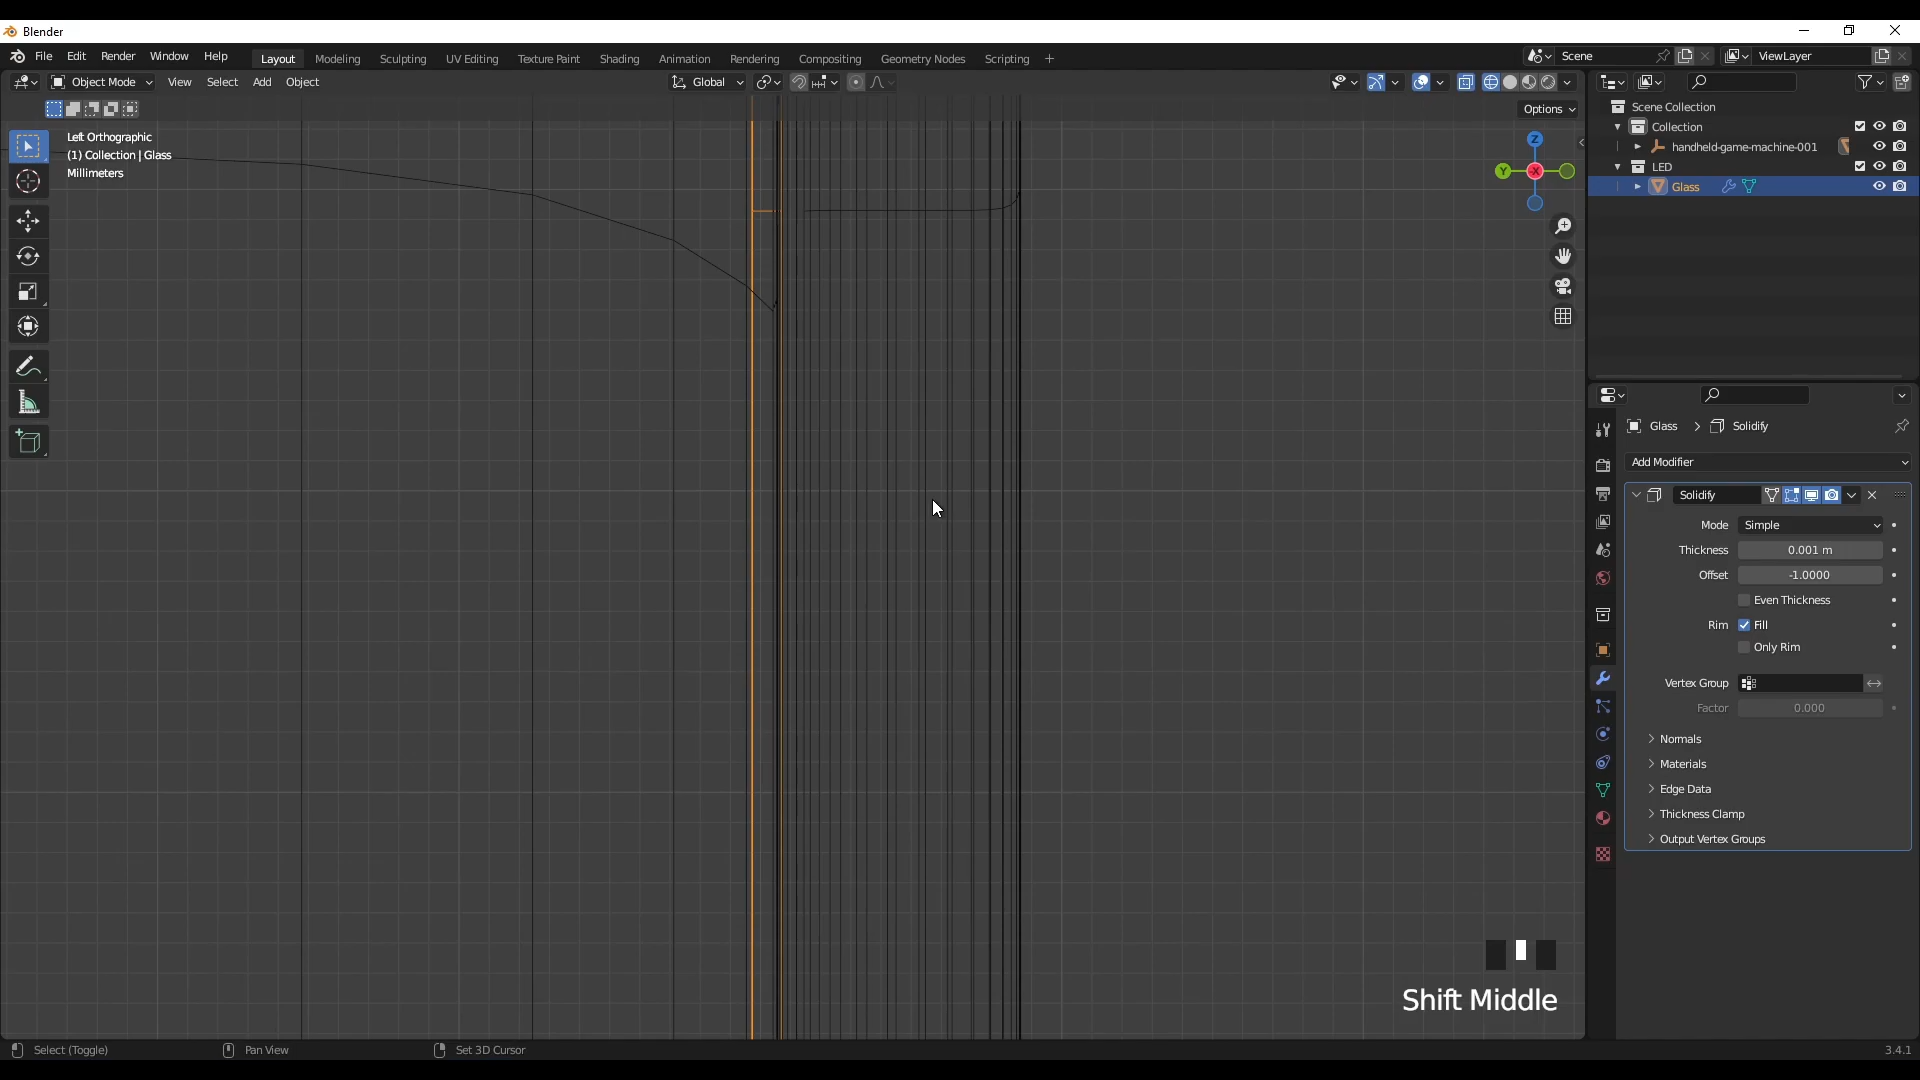 Blender
File Edit Render Window Help Layout Modeling Sculpting UV Editing Texture Paint Shading Animation Rendering Compositing Geometry Nodes Scripting + Scene ViewLayer
Object Mode View Select Add Object Global
Options
Left Orthographic
(1) Collection | Glass
Millimeters
Z
Y
-X
Scene Collection
Collection
handheld-game-machine-001
LED
Glass
Glass > Solidify
Add Modifier
Solidify
Mode Simple
Thickness 0.001 m
Offset -1.0000
Even Thickness
Rim Fill
Only Rim
Vertex Group
Factor 0.000
Normals
Materials
Edge Data
Thickness Clamp
Output Vertex Groups
Shift Middle
Select (Toggle) Pan View Set 3D Cursor 3.4.1